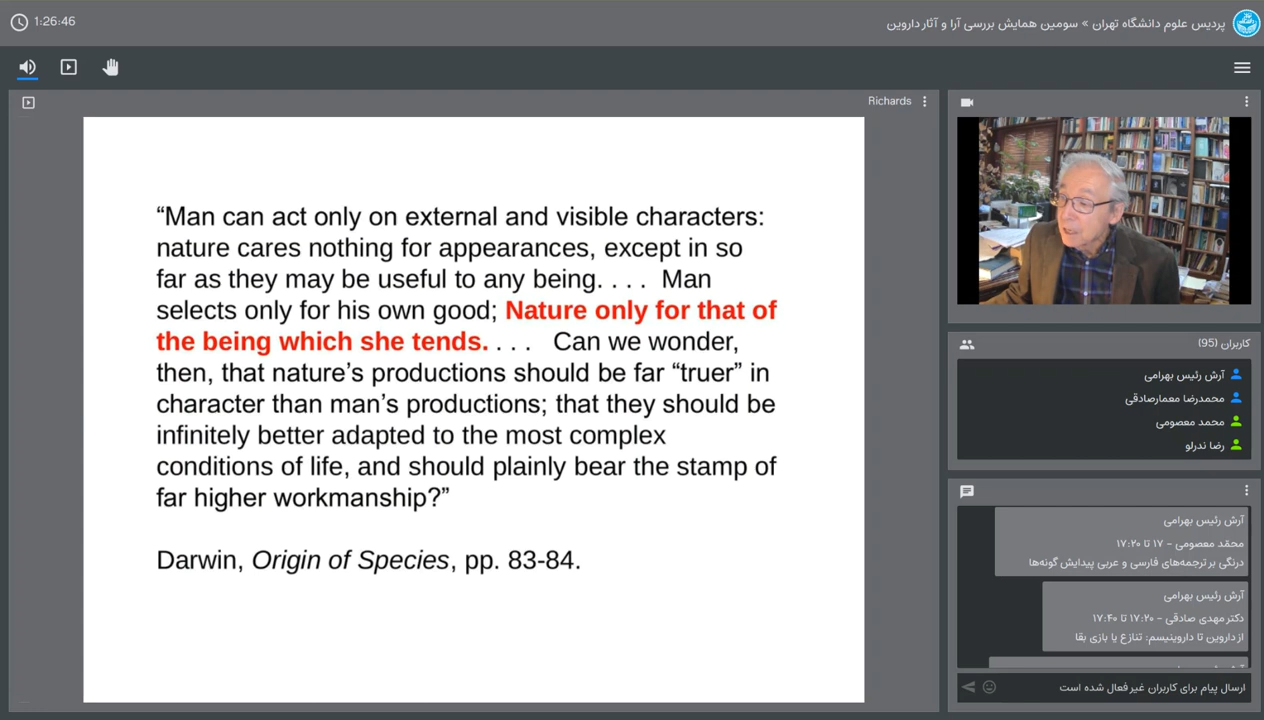 1:26:46
پردیس علوم دانشگاه تهران » سومین همایش بررسی آرا و آثار داروین
Richards
“Man can act only on external and visible characters:
nature cares nothing for appearances, except in so
far as they may be useful to any being. . . . Man
selects only for his own good; Nature only for that of
the being which she tends. . . . Can we wonder,
then, that nature’s productions should be far “truer” in
character than man’s productions; that they should be
infinitely better adapted to the most complex
conditions of life, and should plainly bear the stamp of
far higher workmanship?”
Darwin, Origin of Species, pp. 83-84.
کاربران (95)
آرش رئیس بهرامی
محمدرضا معمارصادقی
محمد معصومی
رضا ندرلو
آرش رئیس بهرامی
محمّد معصومی - ۱۷ تا ۱۷:۲۰
درنگی بر ترجمه‌های فارسی و عربی پیدایش گونه‌ها
آرش رئیس بهرامی
دکتر مهدی صادقی - ۱۷:۲۰ تا ۱۷:۴۰
از داروین تا داروینیسم: تنازع یا بازی بقا
ارسال پیام برای کاربران غیر فعال شده است